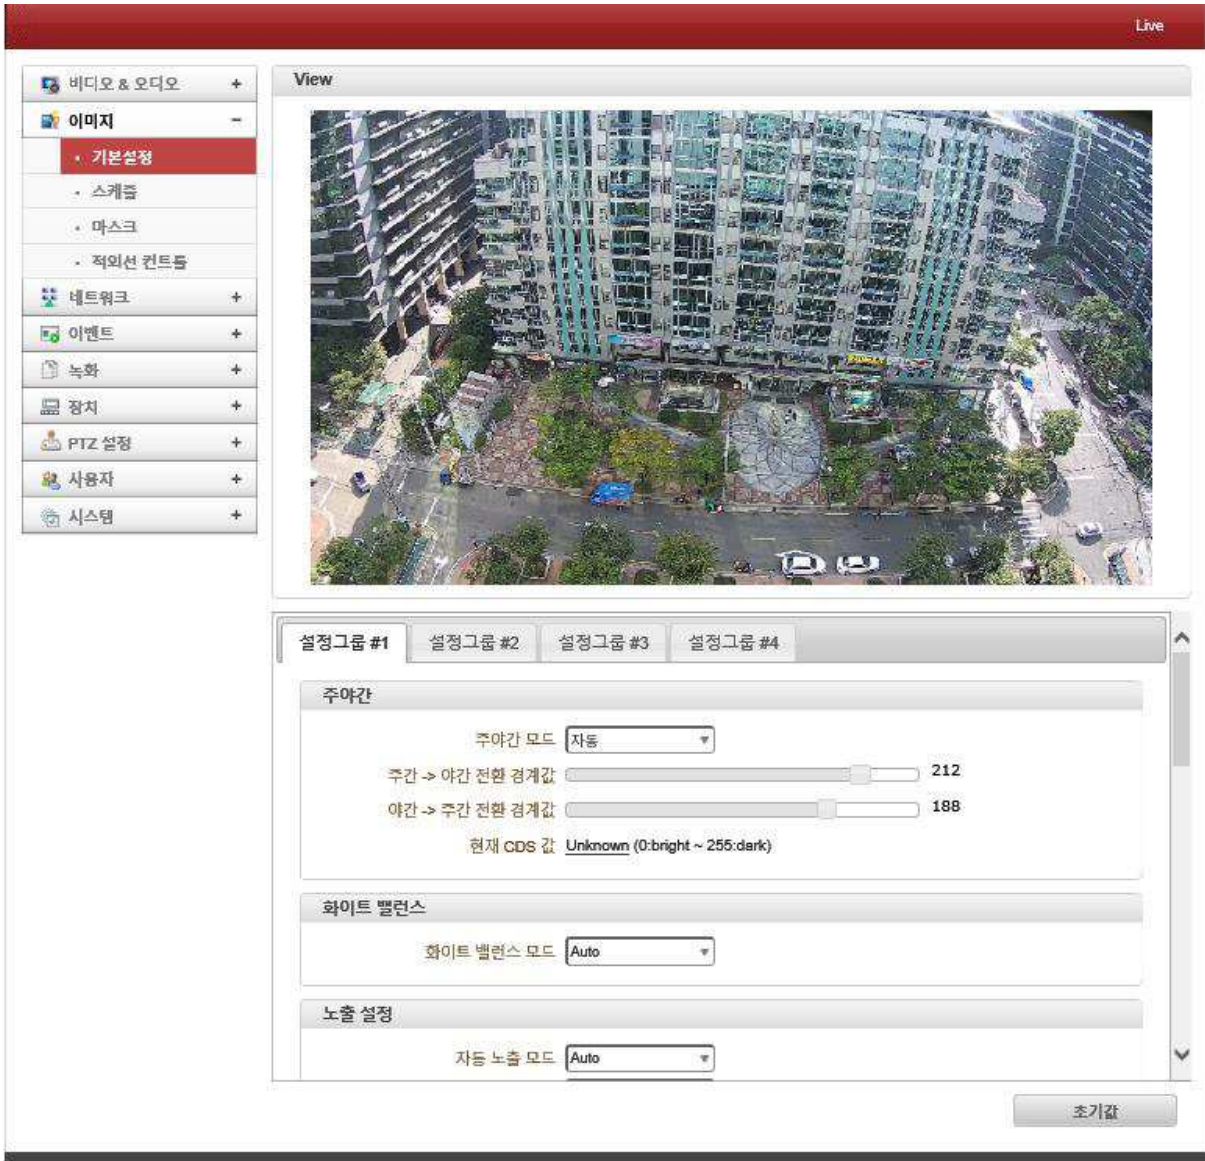 Live
비디오 & 오디오 +
이미지 -
기본설정
스케쥴
마스크
적외선 컨트롤
네트워크 +
이벤트 +
녹화 +
장치 +
PTZ 설정 +
사용자 +
시스템 +
View
설정그룹 #1 설정그룹 #2 설정그룹 #3 설정그룹 #4
주야간
주야간 모드 자동
주간 -> 야간 전환 경계값 212
야간 -> 주간 전환 경계값 188
현재 CDS 값 Unknown (0:bright ~ 255:dark)
화이트 밸런스
화이트 밸런스 모드 Auto
노출 설정
자동 노출 모드 Auto
초기값